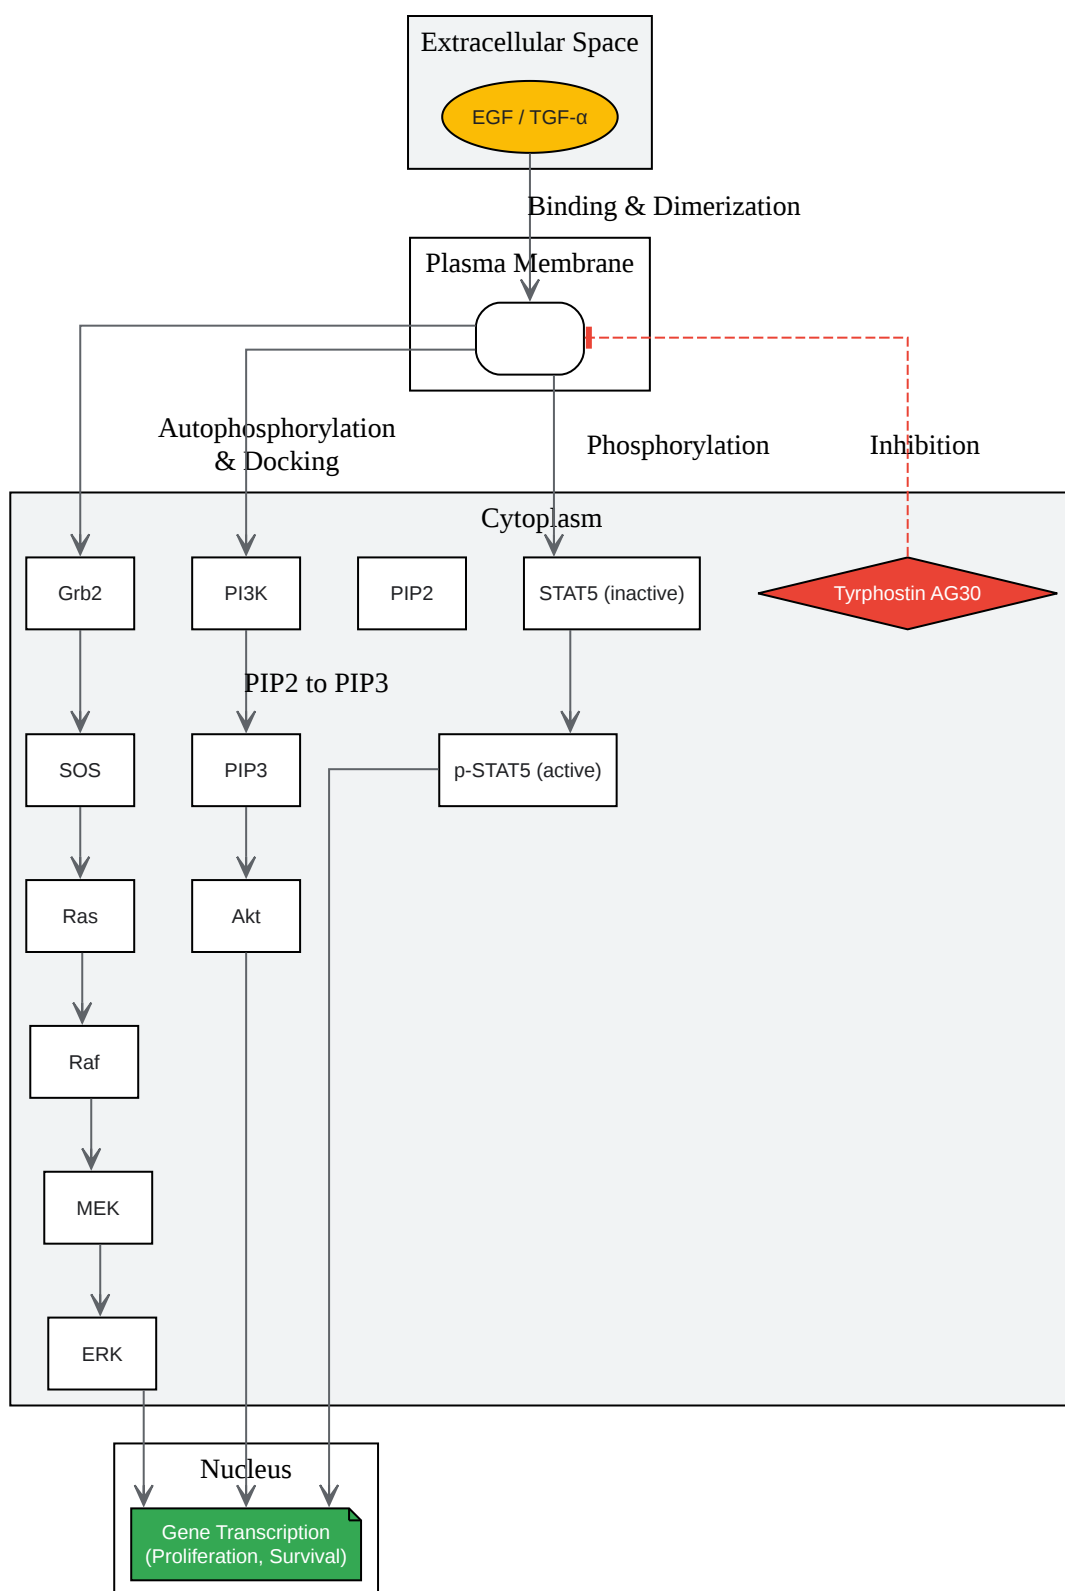 Extracellular Space
EGF / TGF-α
Binding & Dimerization
Plasma Membrane
Autophosphorylation
& Docking
Phosphorylation
Inhibition
Cytoplasm
Grb2
PI3K
PIP2
STAT5 (inactive)
Tyrphostin AG30
PIP2 to PIP3
SOS
PIP3
p-STAT5 (active)
Ras
Akt
Raf
MEK
ERK
Nucleus
Gene Transcription
(Proliferation, Survival)